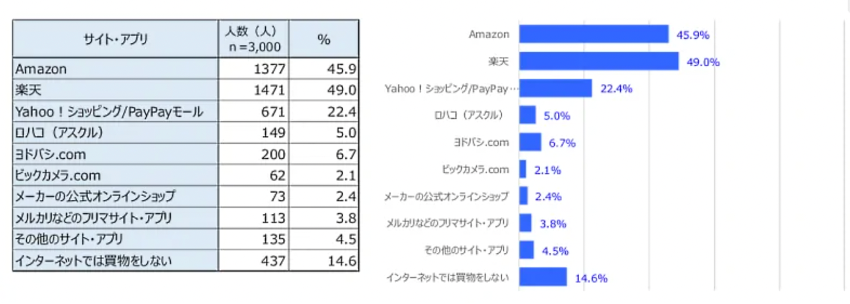 サイト・アプリ 人数（人） n=3,000 %
Amazon 1377 45.9
楽天 1471 49.0
Yahoo！ショッピング/PayPayモール 671 22.4
ロハコ（アスクル） 149 5.0
ヨドバシ.com 200 6.7
ビックカメラ.com 62 2.1
メーカーの公式オンラインショップ 73 2.4
メルカリなどのフリマサイト・アプリ 113 3.8
その他のサイト・アプリ 135 4.5
インターネットでは買物をしない 437 14.6
Amazon 45.9%
楽天 49.0%
Yahoo！ショッピング/PayPay… 22.4%
ロハコ（アスクル） 5.0%
ヨドバシ.com 6.7%
ビックカメラ.com 2.1%
メーカーの公式オンラインショップ 2.4%
メルカリなどのフリマサイト・アプリ 3.8%
その他のサイト・アプリ 4.5%
インターネットでは買物をしない 14.6%